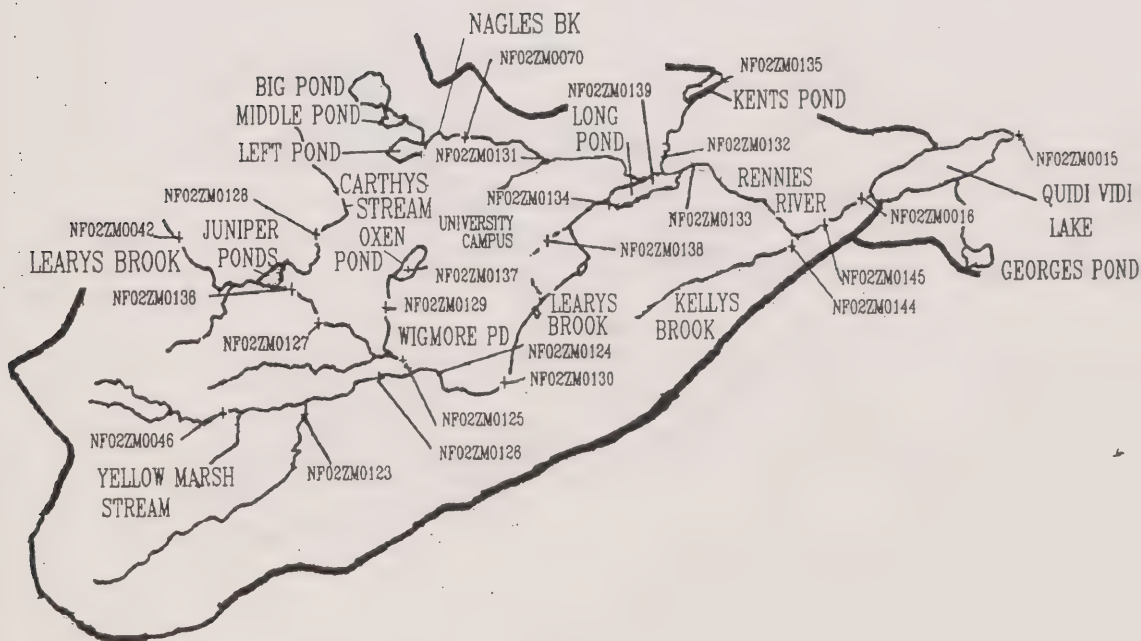 NAGLES BK
NF02ZM0070
NF02ZM0135
BIG POND
NF02ZM0139
KENTS POND
MIDDLE POND
LONG
POND
LEFT POND
NF02ZM0131
NF02ZM0132
NF02ZM0015
CARTHYS
STREAM
RENNIES
RIVER
QUIDI VIDI
LAKE
NF02ZM0128
NF02ZM0134
NF02ZM0133
NF02ZM0016
OXEN
POND
UNIVERSITY
CAMPUS
NF02ZM0042
JUNIPER
PONDS
NF02ZM0138
LEARYS BROOK
NF02ZM0137
NF02ZM0145
GEORGES POND
NF02ZM0136
NF02ZM0129
LEARYS
BROOK
KELLYS
BROOK
NF02ZM0144
NF02ZM0127
WIGMORE PD
NF02ZM0124
NF02ZM0130
NF02ZM0125
NF02ZM0046
NF02ZM0126
YELLOW MARSH
STREAM
NF02ZM0123